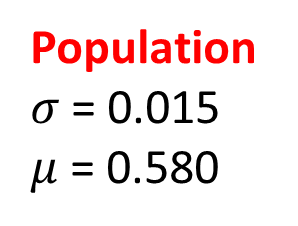 Population
σ = 0.015
μ = 0.580